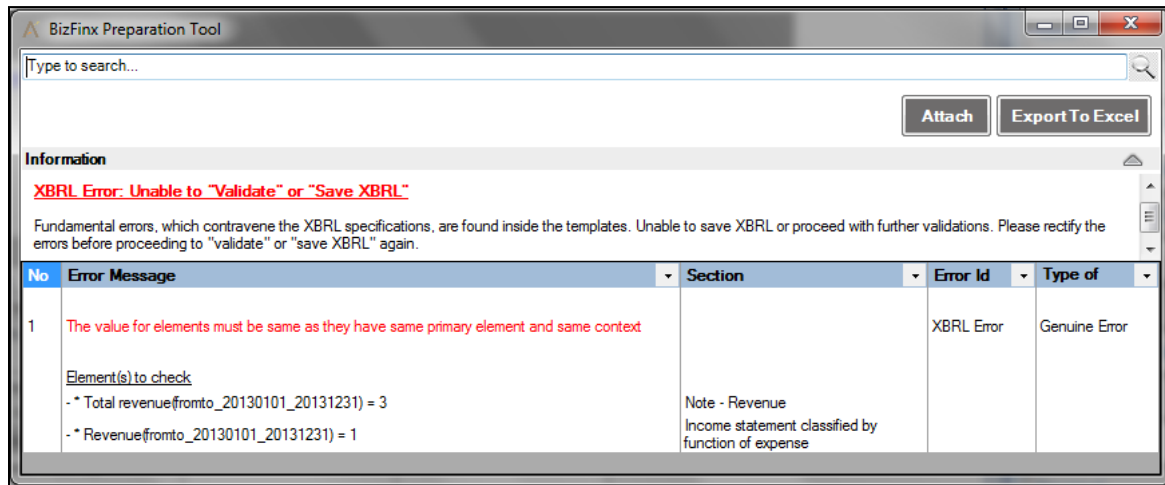 BizFinx Preparation Tool
Type to search...
Attach
Export To Excel
Information
XBRL Error: Unable to "Validate" or "Save XBRL"
Fundamental errors, which contravene the XBRL specifications, are found inside the templates. Unable to save XBRL or proceed with further validations. Please rectify the
errors before proceeding to "validate" or "save XBRL" again.
No Error Message Section Error Id Type of
1 The value for elements must be same as they have same primary element and same context XBRL Error Genuine Error
Element(s) to check
- * Total revenue(fromto_20130101_20131231) = 3 Note - Revenue
- * Revenue(fromto_20130101_20131231) = 1 Income statement classified by
function of expense